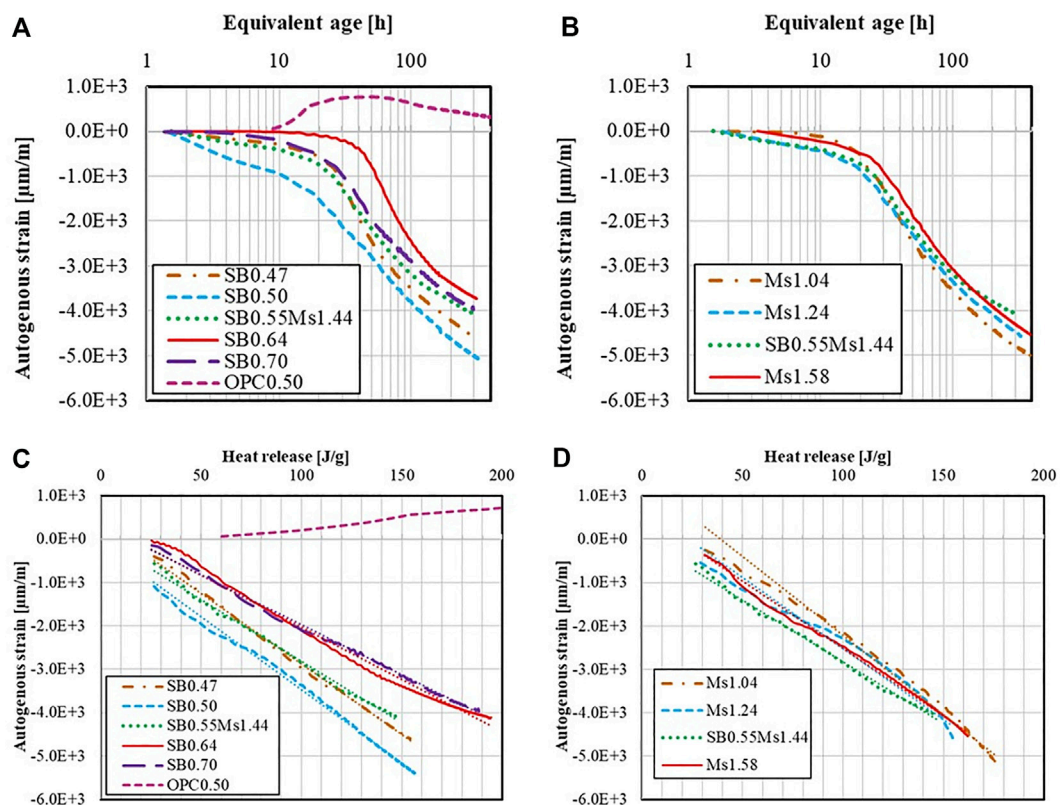 A
Equivalent age [h]
1 10 100
Autogenous strain [µm/m]
1.0E+3
0.0E+0
-1.0E+3
-2.0E+3
-3.0E+3
-4.0E+3
-5.0E+3
-6.0E+3
SB0.47
SB0.50
SB0.55Ms1.44
SB0.64
SB0.70
OPC0.50
B
Equivalent age [h]
1 10 100
Autogenous strain [µm/m]
1.0E+3
0.0E+0
-1.0E+3
-2.0E+3
-3.0E+3
-4.0E+3
-5.0E+3
-6.0E+3
Ms1.04
Ms1.24
SB0.55Ms1.44
Ms1.58
C
Heat release [J/g]
0 50 100 150 200
Autogenous strain [µm/m]
1.0E+3
0.0E+0
-1.0E+3
-2.0E+3
-3.0E+3
-4.0E+3
-5.0E+3
-6.0E+3
SB0.47
SB0.50
SB0.55Ms1.44
SB0.64
SB0.70
OPC0.50
D
Heat release [J/g]
0 50 100 150 200
Autogenous strain [µm/m]
1.0E+3
0.0E+0
-1.0E+3
-2.0E+3
-3.0E+3
-4.0E+3
-5.0E+3
-6.0E+3
Ms1.04
Ms1.24
SB0.55Ms1.44
Ms1.58